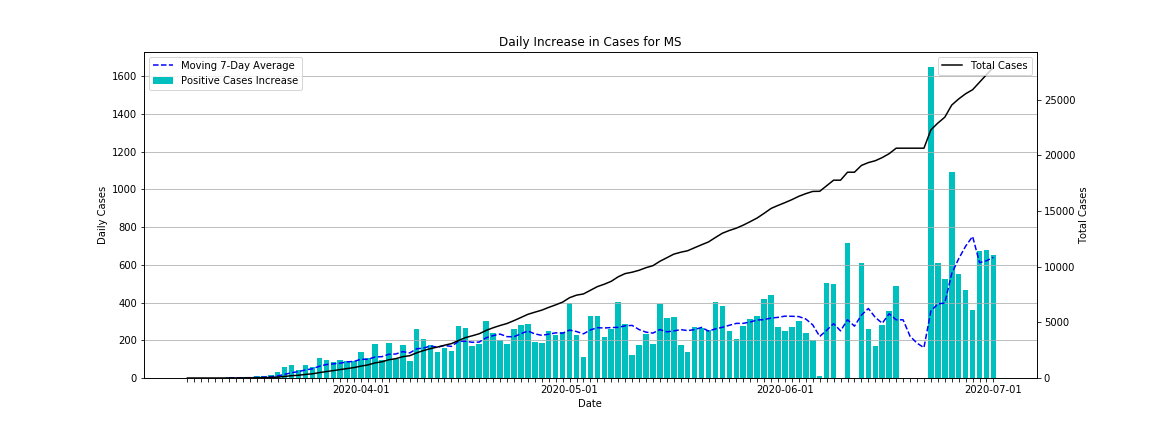 Daily Increase in Cases for MS
Moving 7-Day Average
Positive Cases Increase
Total Cases
1600
1400
1200
1000
800
600
400
200
0
Daily Cases
25000
20000
15000
10000
5000
0
Total Cases
2020-04-01
2020-05-01
2020-06-01
2020-07-01
Date